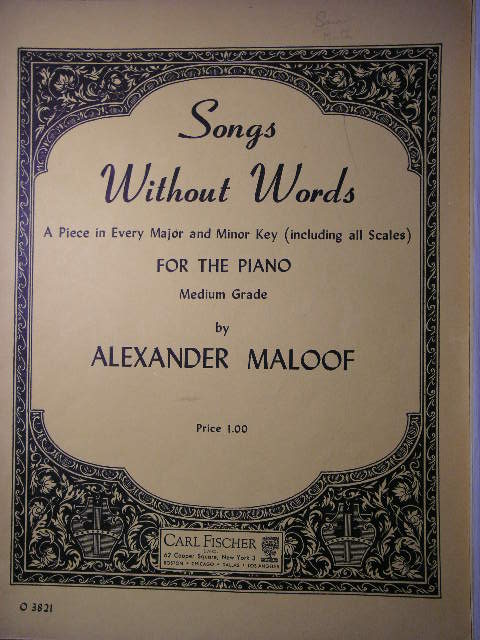 Songs
Without Words
A Piece in Every Major and Minor Key (including all Scales)
FOR THE PIANO
Medium Grade
by
ALEXANDER MALOOF
Price 1.00
CARL FISCHER
INC.
62 Cooper Square, New York 3
BOSTON • CHICAGO • DALLAS • LOS ANGELES
O 3821